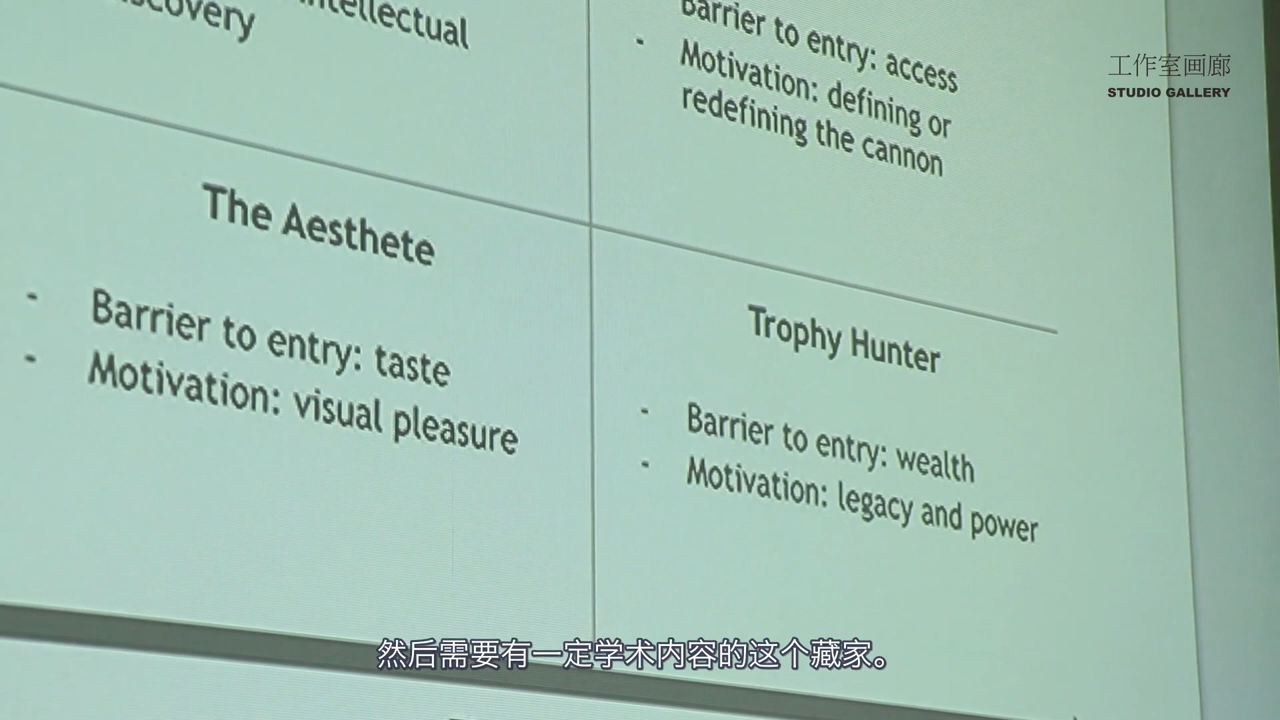 intellectual
discovery
Barrier to entry: access
- Motivation: defining or
redefining the cannon
The Aesthete
- Barrier to entry: taste
- Motivation: visual pleasure
Trophy Hunter
- Barrier to entry: wealth
- Motivation: legacy and power
工作室画廊
STUDIO GALLERY
然后需要有一定学术内容的这个藏家。